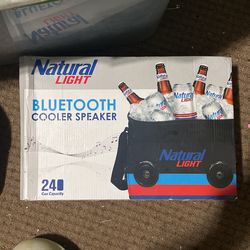 Natural
LIGHT
BLUETOOTH
COOLER SPEAKER
24
Can Capacity
Natural
LIGHT